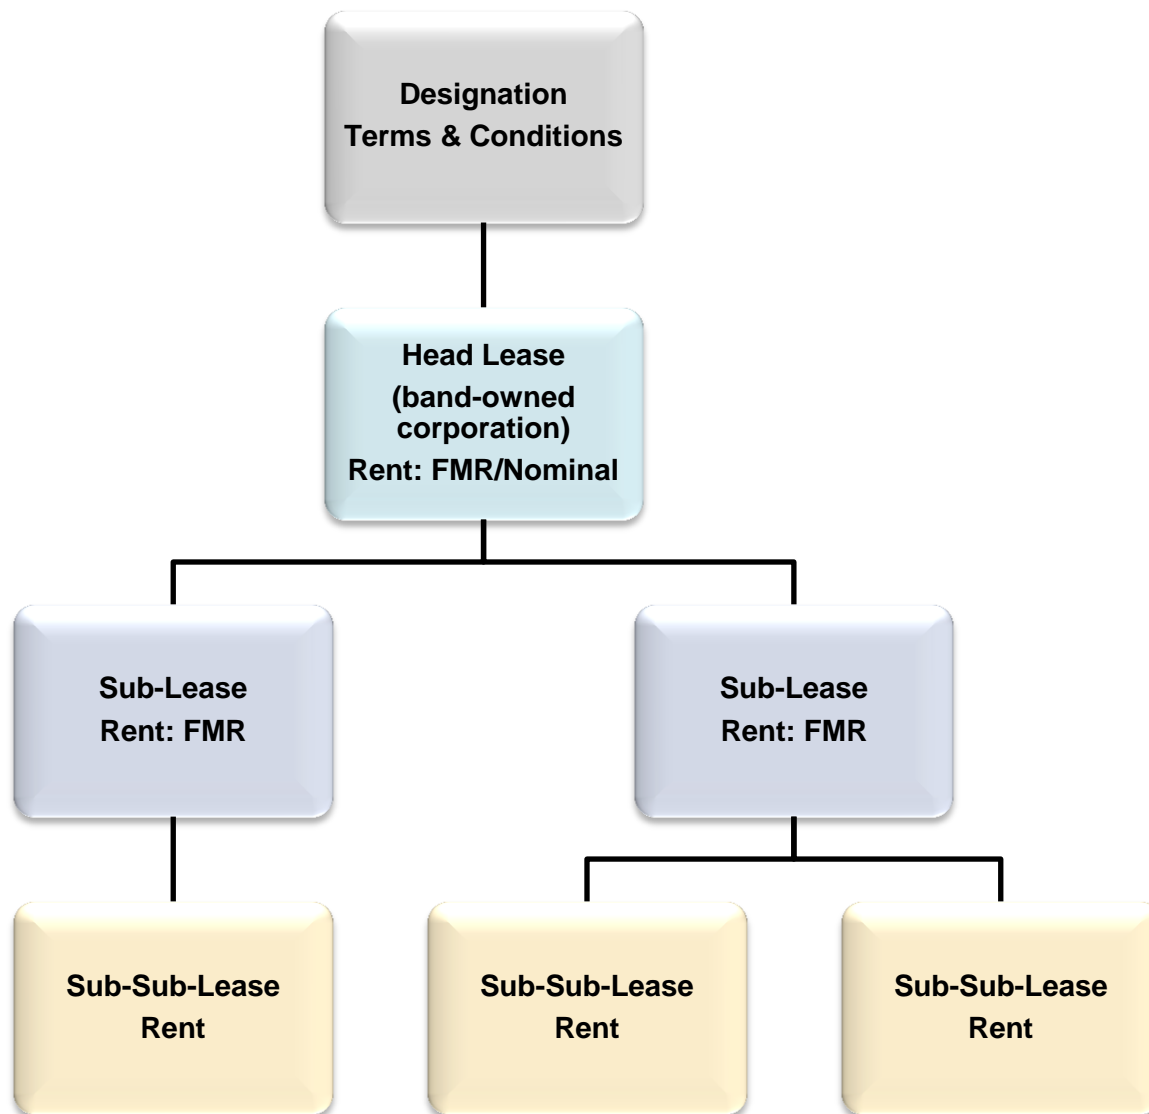 Designation
Terms & Conditions
Head Lease
(band-owned
corporation)
Rent: FMR/Nominal
Sub-Lease
Rent: FMR
Sub-Lease
Rent: FMR
Sub-Sub-Lease
Rent
Sub-Sub-Lease
Rent
Sub-Sub-Lease
Rent